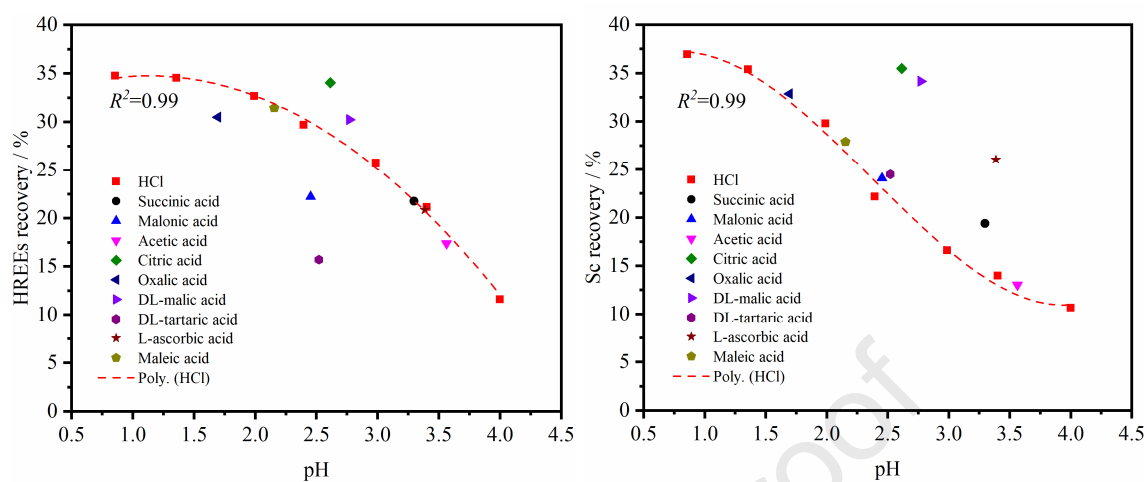 40
35
30
25
20
15
10
5
0
HREEs recovery / %
R²=0.99
HCl
Succinic acid
Malonic acid
Acetic acid
Citric acid
Oxalic acid
DL-malic acid
DL-tartaric acid
L-ascorbic acid
Maleic acid
Poly. (HCl)
0.5 1.0 1.5 2.0 2.5 3.0 3.5 4.0 4.5
pH
40
35
30
25
20
15
10
5
0
Sc recovery / %
R²=0.99
HCl
Succinic acid
Malonic acid
Acetic acid
Citric acid
Oxalic acid
DL-malic acid
DL-tartaric acid
L-ascorbic acid
Maleic acid
Poly. (HCl)
0.5 1.0 1.5 2.0 2.5 3.0 3.5 4.0 4.5
pH
roof